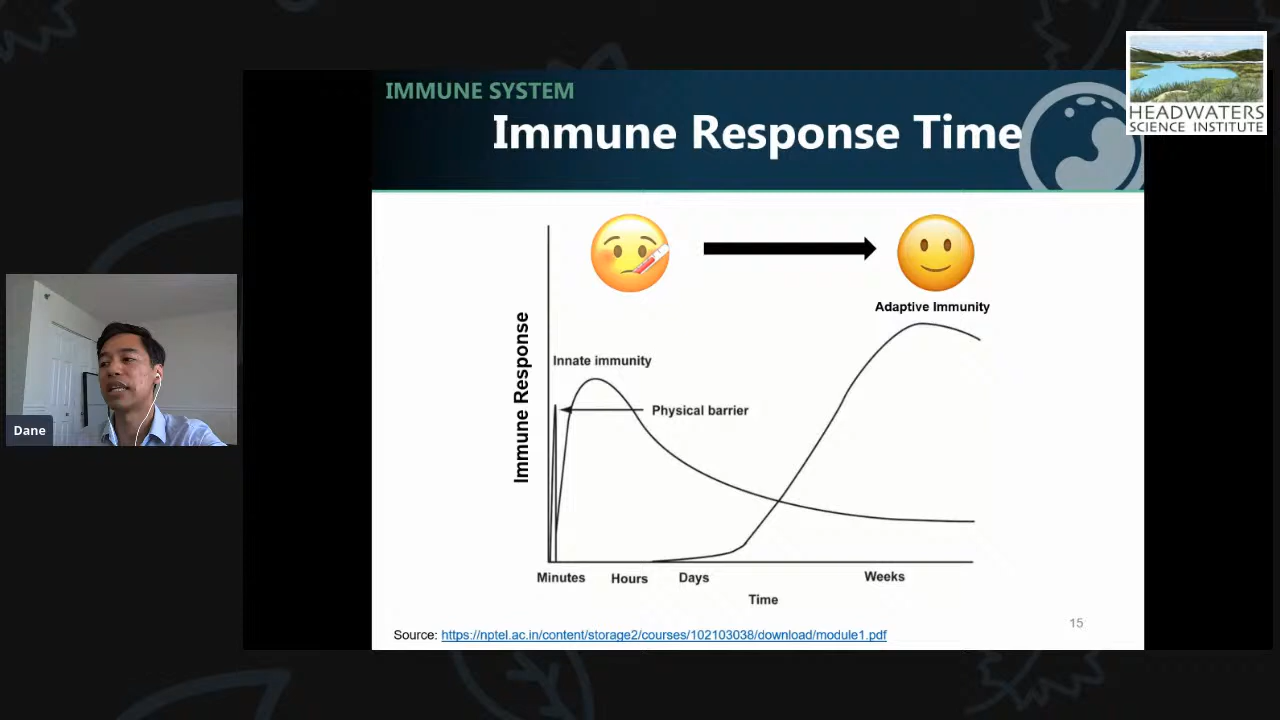 IMMUNE SYSTEM
Immune Response Time
HEADWATERS
SCIENCE INSTITUTE
Adaptive Immunity
Innate immunity
Physical barrier
Immune Response
Minutes
Hours
Days
Weeks
Time
Source: https://nptel.ac.in/content/storage2/courses/102103038/download/module1.pdf
15
Dane